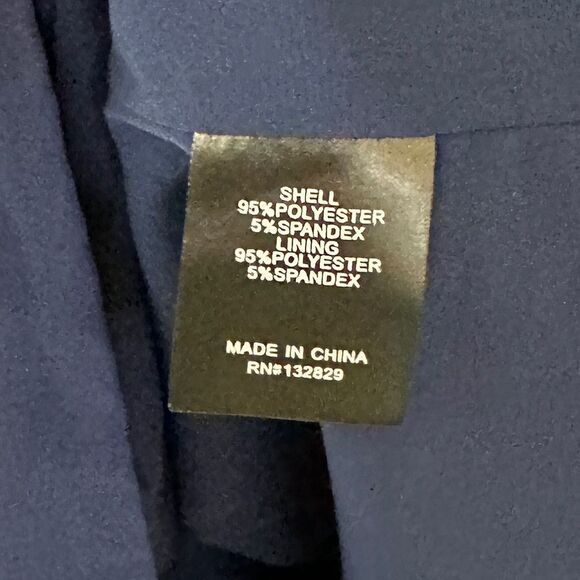 SHELL
95%POLYESTER
5%SPANDEX
LINING
95%POLYESTER
5%SPANDEX
MADE IN CHINA
RN#132829